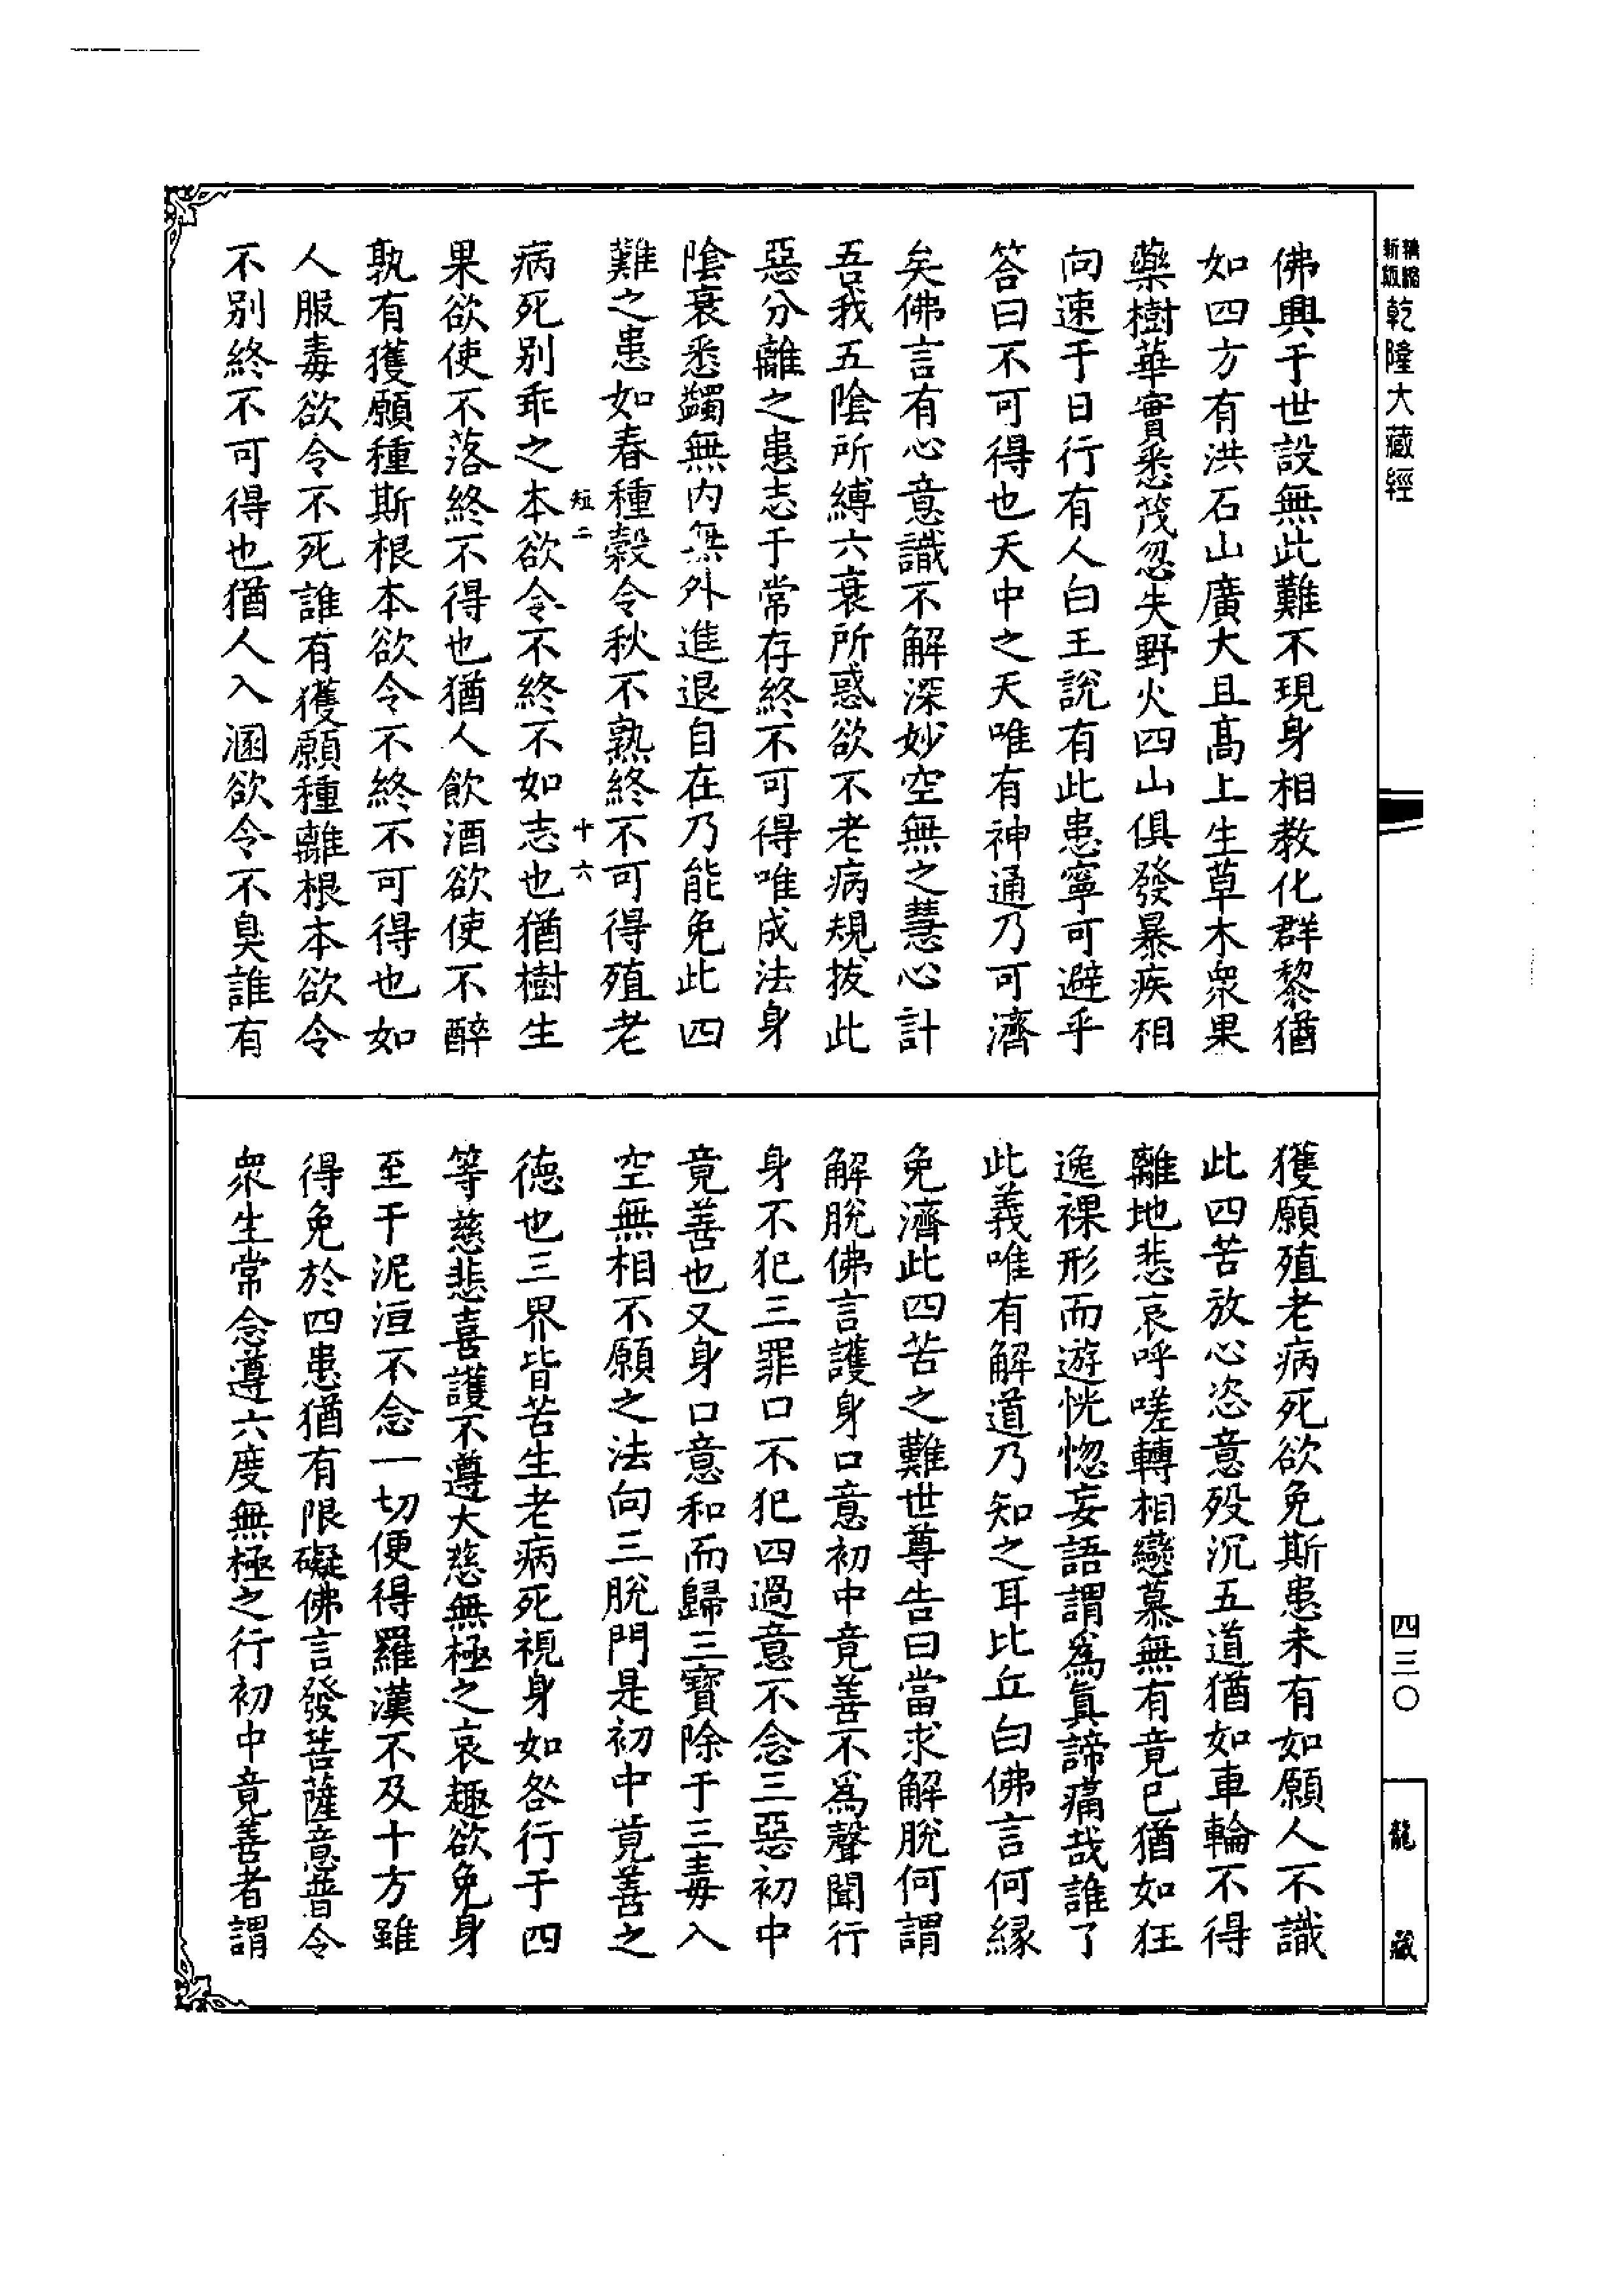 精縮新版乾隆大藏經
佛興于世設無此難不現身相教化群黎猶
如四方有洪石山廣大且高上生草木衆果
藥樹華實悉茂忽失野火四山俱發暴疾相
向速于日行有人白王說有此患寧可避乎
答曰不可得也天中之天唯有神通乃可濟
矣佛言有心意識不解深妙空無之慧心計
吾我五陰所縛六衰所惑欲不老病規拔此
惡分離之患志于常存終不可得唯成法身
陰衰悉蠲無內無外進退自在乃能免此四
難之患如春種穀令秋不熟終不可得殖老
短二
十六
病死別乖之本欲令不終不如志也猶樹生
果欲使不落終不得也猶人飲酒欲使不醉
孰有獲願種斯根本欲令不終不可得也如
人服毒欲令不死誰有獲願種離根本欲令
不別終不可得也猶人入溷欲令不臭誰有
獲願殖老病死欲免斯患未有如願人不識
此四苦放心恣意殁沉五道猶如車輪不得
離地悲哀呼嗟轉相戀慕無有竟已猶如狂
逸裸形而遊恍惚妄語謂爲眞諦痛哉誰了
此義唯有解道乃知之耳比丘白佛言何緣
免濟此四苦之難世尊告曰當求解脫何謂
解脫佛言護身口意初中竟善不爲聲聞行
身不犯三罪口不犯四過意不念三惡初中
竟善也又身口意和而歸三寶除于三毒入
空無相不願之法向三脫門是初中竟善之
德也三界皆苦生老病死視身如咎行于四
等慈悲喜護不遵大慈無極之哀趣欲免身
至于泥洹不念一切便得羅漢不及十方雖
得免於四患猶有限礙佛言發菩薩意普令
衆生常念遵六度無極之行初中竟善者謂
四三〇
龍藏